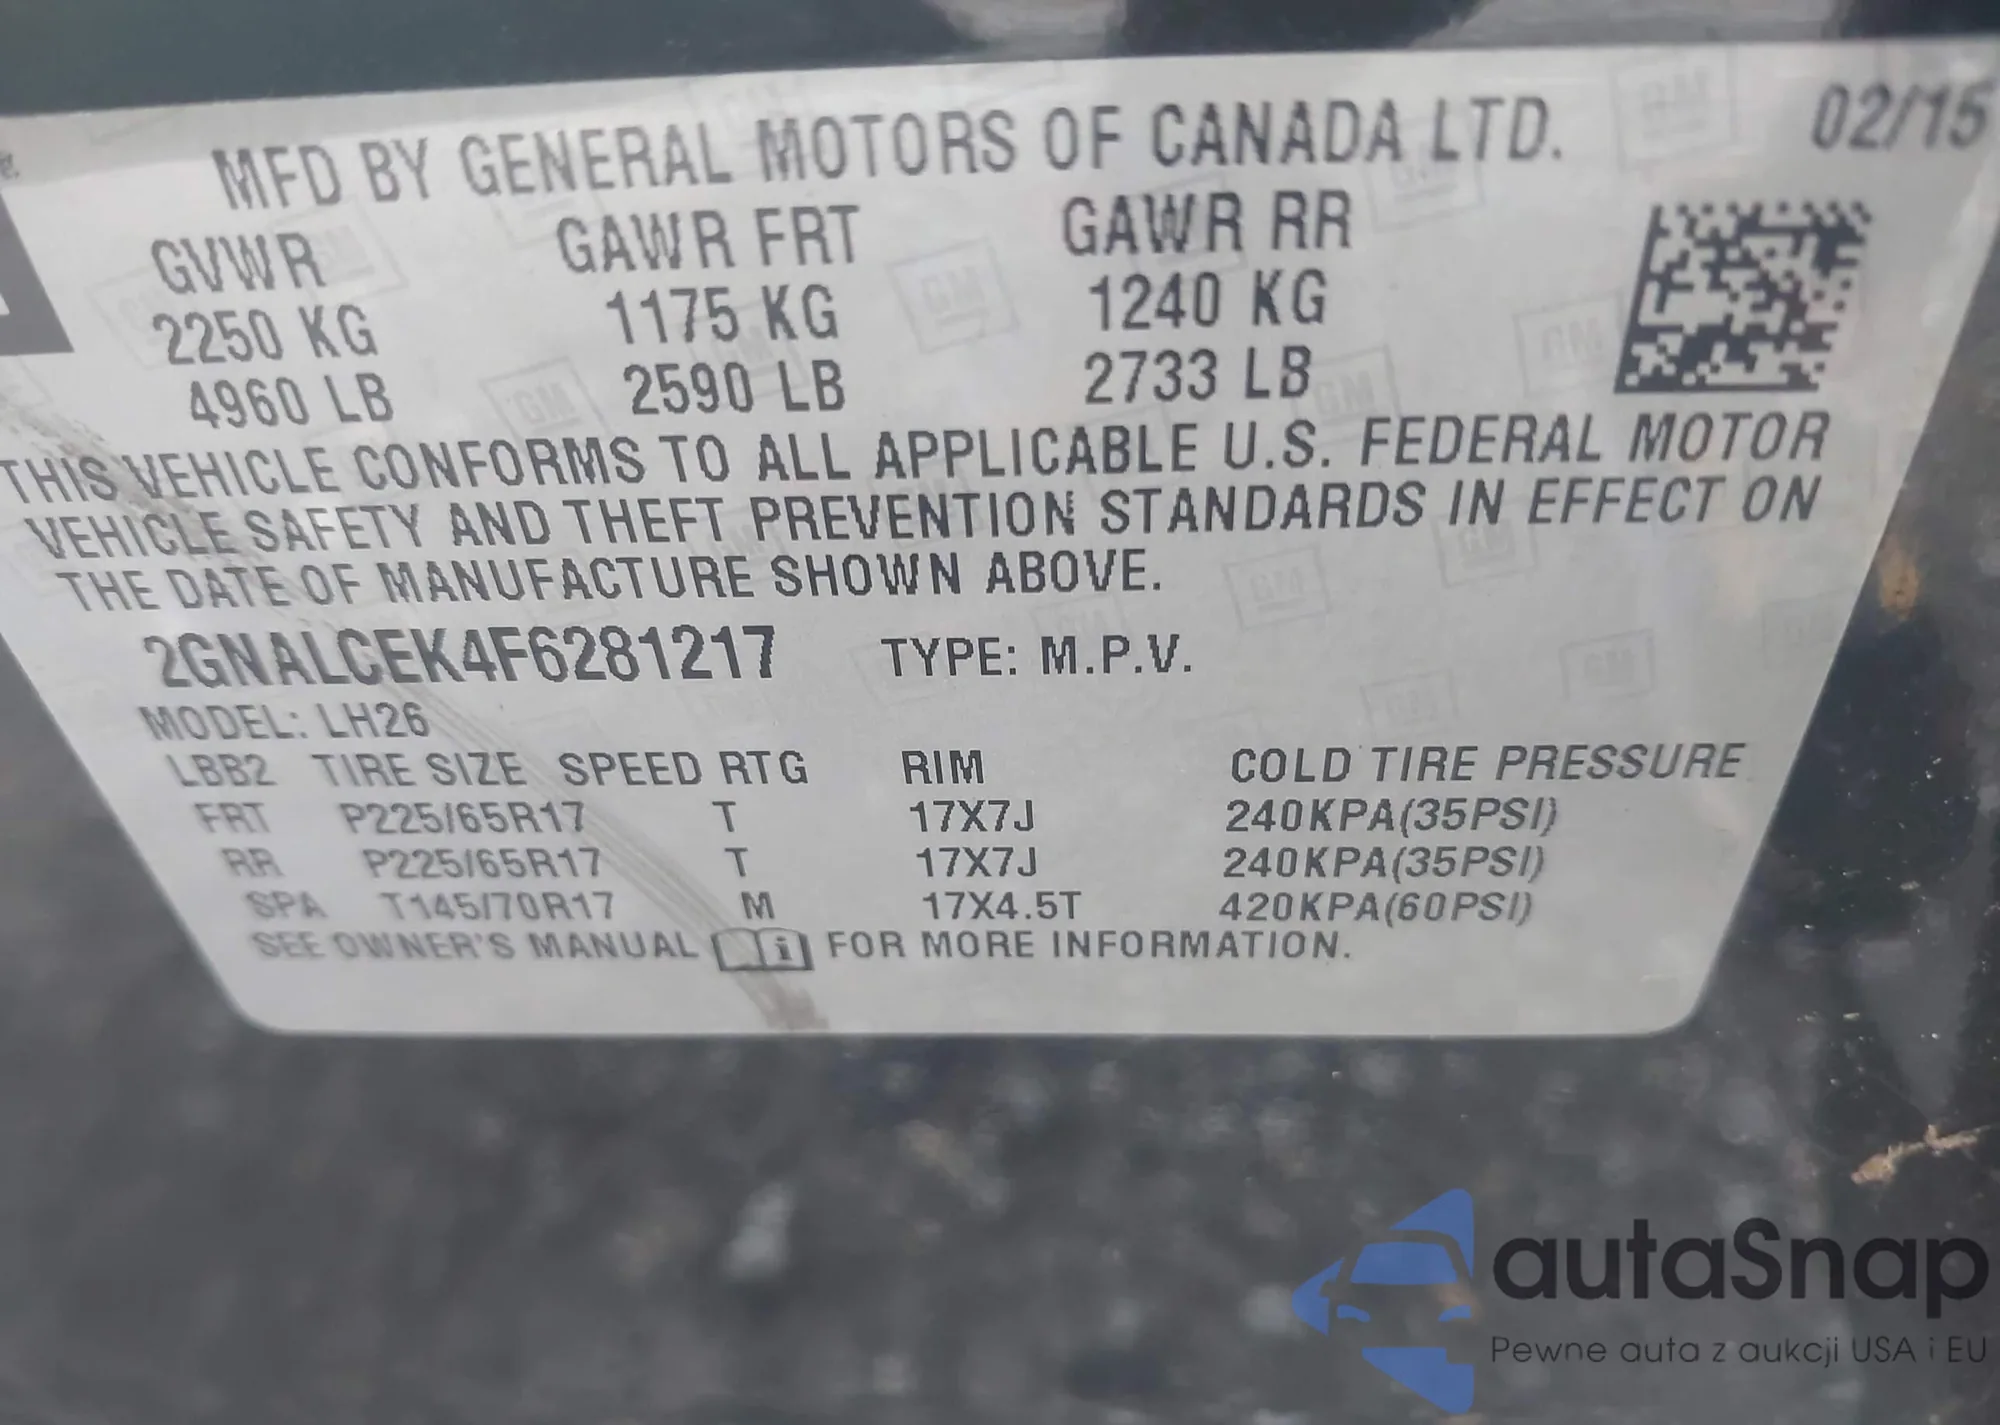 MFD BY GENERAL MOTORS OF CANADA LTD. 02/15
GVWR GAWR FRT GAWR RR
2250 KG 1175 KG 1240 KG
4960 LB 2590 LB 2733 LB
THIS VEHICLE CONFORMS TO ALL APPLICABLE U.S. FEDERAL MOTOR
VEHICLE SAFETY AND THEFT PREVENTION STANDARDS IN EFFECT ON
THE DATE OF MANUFACTURE SHOWN ABOVE.
2GNALCEK4F6281217 TYPE: M.P.V.
MODEL: LH26
LBB2 TIRE SIZE SPEED RTG RIM COLD TIRE PRESSURE
FRT P225/65R17 T 17X7J 240KPA(35PSI)
RR P225/65R17 T 17X7J 240KPA(35PSI)
SPA T145/70R17 M 17X4.5T 420KPA(60PSI)
SEE OWNER'S MANUAL i FOR MORE INFORMATION.
autaSnap
Pewne auta z aukcji USA i EU